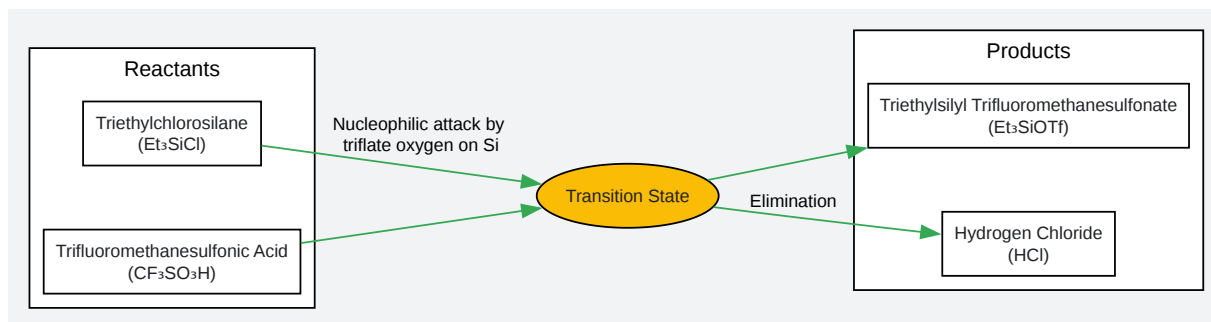 Reactants
Triethylchlorosilane
(Et₃SiCl)
Trifluoromethanesulfonic Acid
(CF₃SO₃H)
Nucleophilic attack by
triflate oxygen on Si
Transition State
Elimination
Products
Triethylsilyl Trifluoromethanesulfonate
(Et₃SiOTf)
Hydrogen Chloride
(HCl)